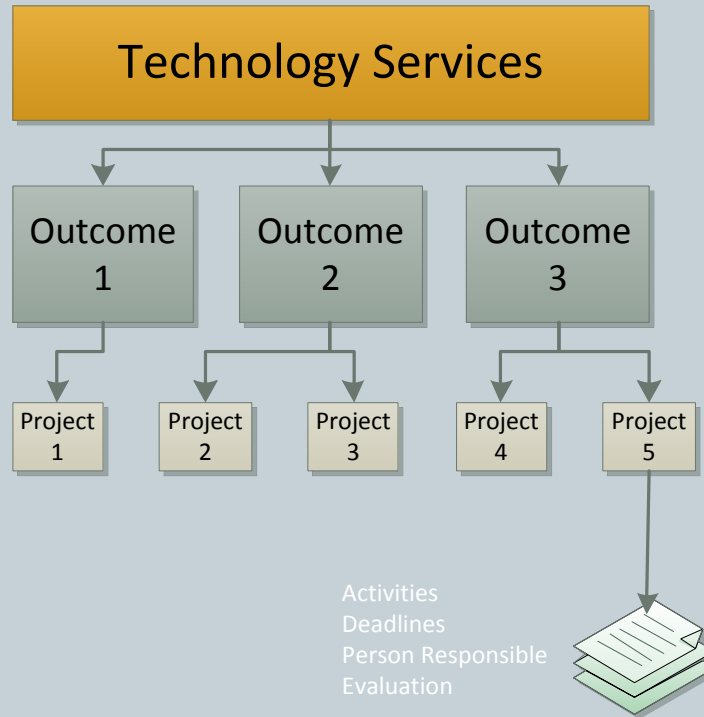 Technology Services
Outcome
1
Outcome
2
Outcome
3
Project
1
Project
2
Project
3
Project
4
Project
5
Activities
Deadlines
Person Responsible
Evaluation